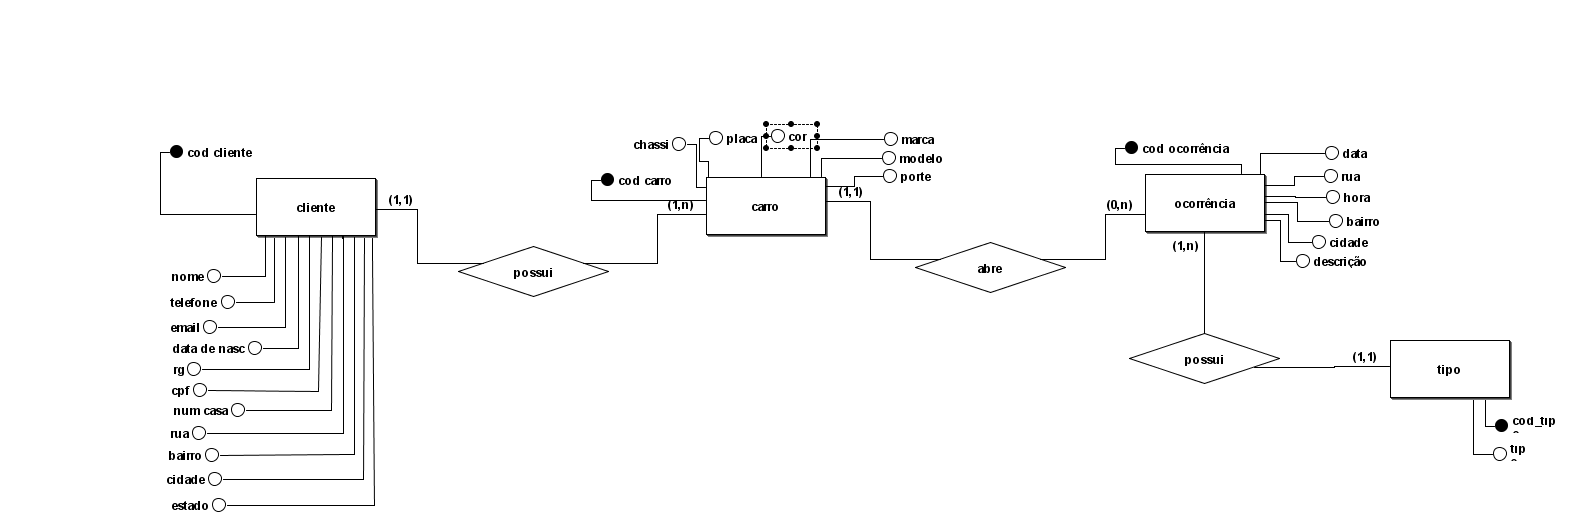 cod cliente
cliente
(1,1)
nome
telefone
email
data de nasc
rg
cpf
num casa
rua
bairro
cidade
estado
possui
(1,n)
cod carro
chassi
placa
cor
marca
modelo
porte
carro
(1,1)
abre
(0,n)
cod ocorrência
ocorrência
data
rua
hora
bairro
cidade
descrição
(1,n)
possui
(1,1)
tipo
cod_tip
tip